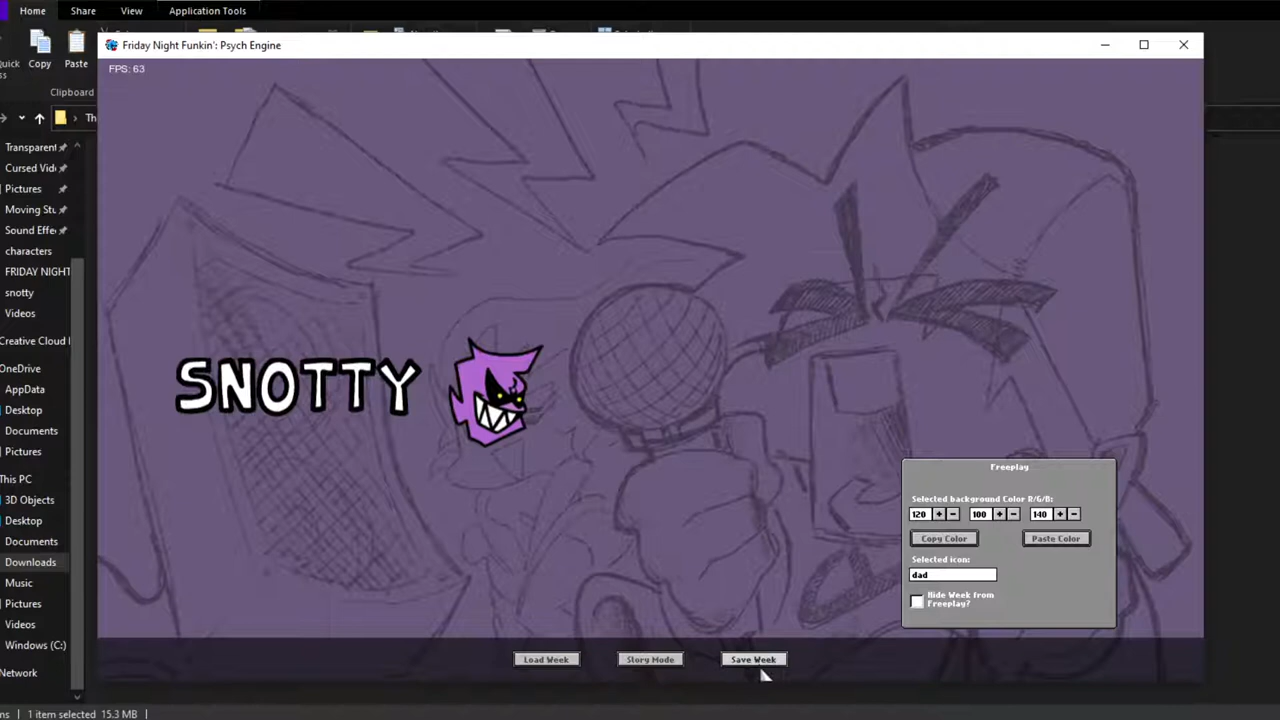 Home Share View Application Tools
Friday Night Funkin': Psych Engine
FPS: 63
Copy
Paste
Clipboard
Th
Transparent
Cursed Vide
Pictures
Moving Stu
Sound Effe
characters
FRIDAY NIGHT
snotty
Videos
Creative Cloud
OneDrive
AppData
Desktop
Documents
Pictures
This PC
3D Objects
Desktop
Documents
Downloads
Music
Pictures
Videos
Windows (C:)
Network
1 item selected 15.3 MB
SNOTTY
Freeplay
Selected background Color R/G/B:
120 + - 100 + - 140 + -
Copy Color Paste Color
Selected icon:
dad
Hide Week from
Freeplay?
Load Week Story Mode Save Week